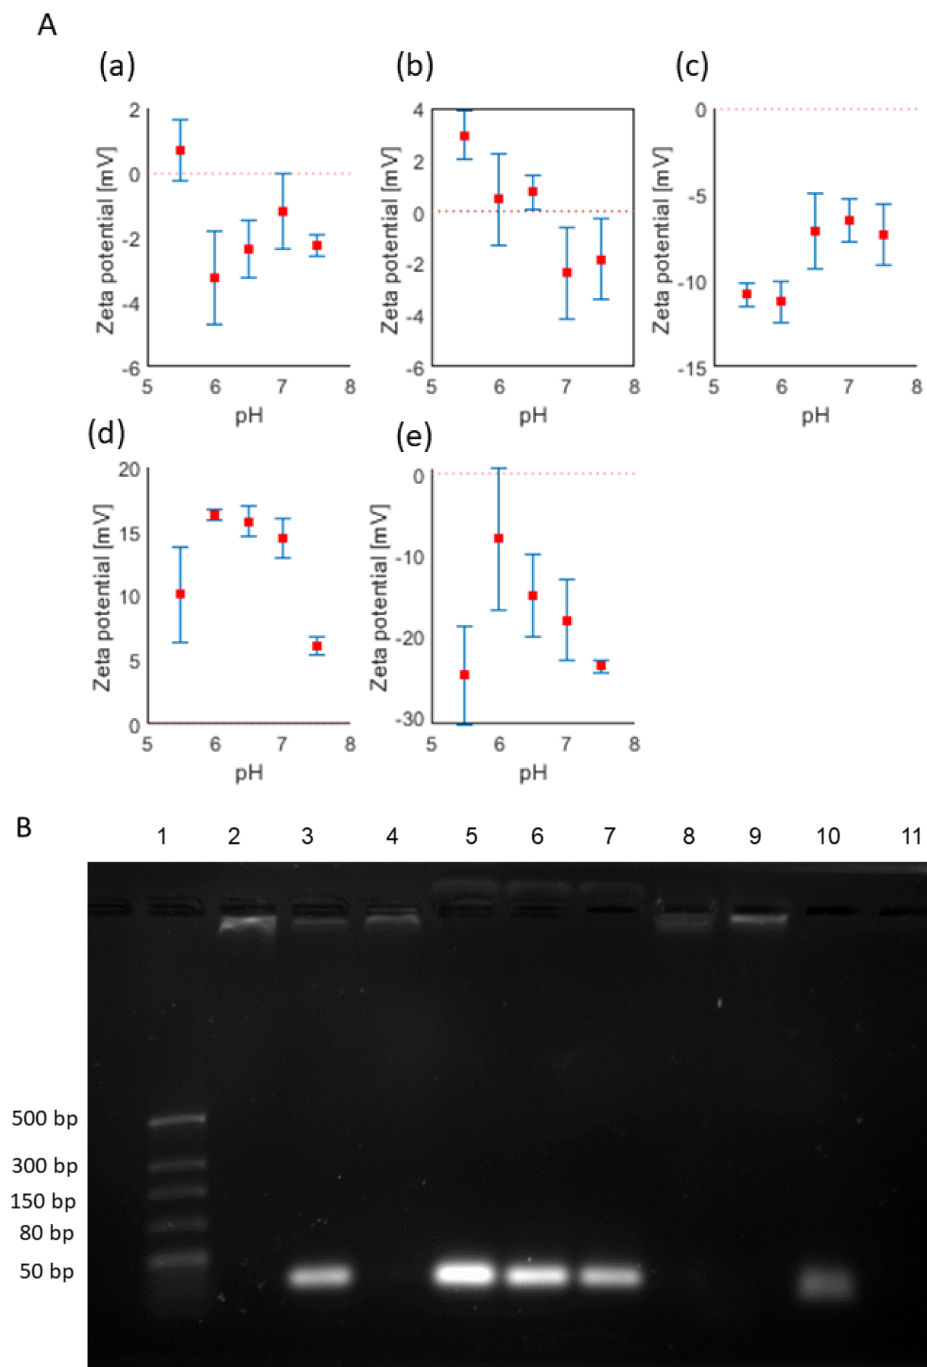 A
(a)
(b)
(c)
Zeta potential [mV]
2
0
-2
-4
-6
5 6 7 8
pH
Zeta potential [mV]
4
2
0
-2
-4
-6
5 6 7 8
pH
Zeta potential [mV]
0
-5
-10
-15
5 6 7 8
pH
(d)
(e)
Zeta potential [mV]
20
15
10
5
0
5 6 7 8
pH
Zeta potential [mV]
0
-10
-20
-30
5 6 7 8
pH
B
1 2 3 4 5 6 7 8 9 10 11
500 bp
300 bp
150 bp
80 bp
50 bp